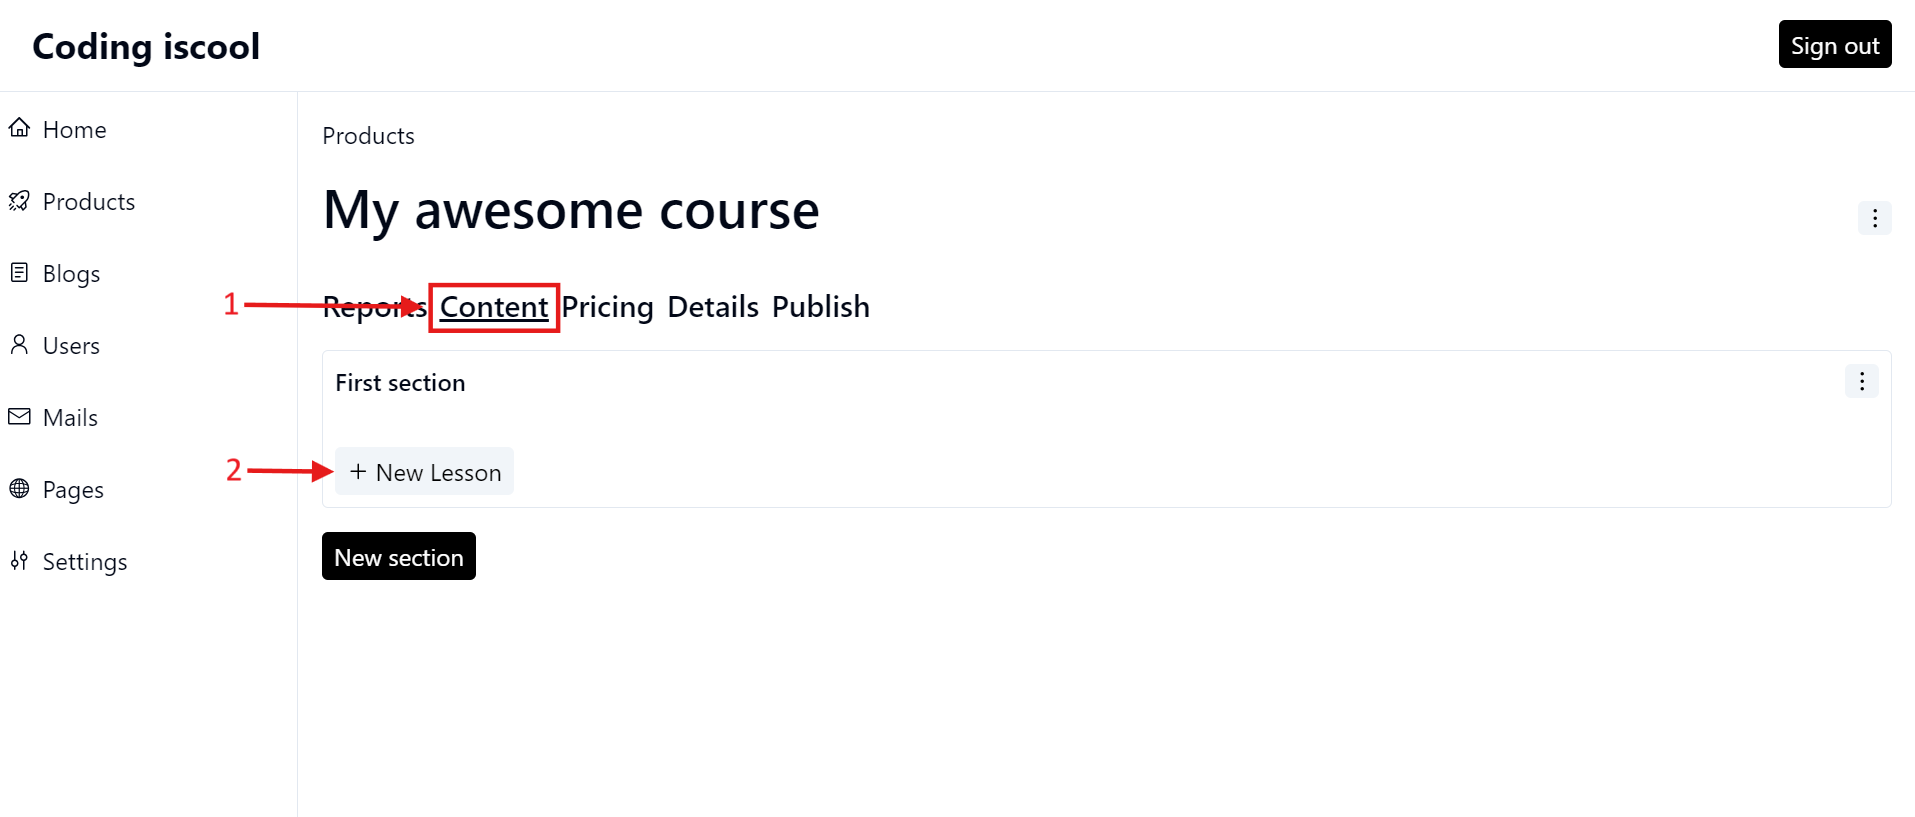 Coding iscool
Sign out
Home
Products
Blogs
Users
Mails
Pages
Settings
Products
My awesome course
1
Reports Content Pricing Details Publish
First section
2
+ New Lesson
New section